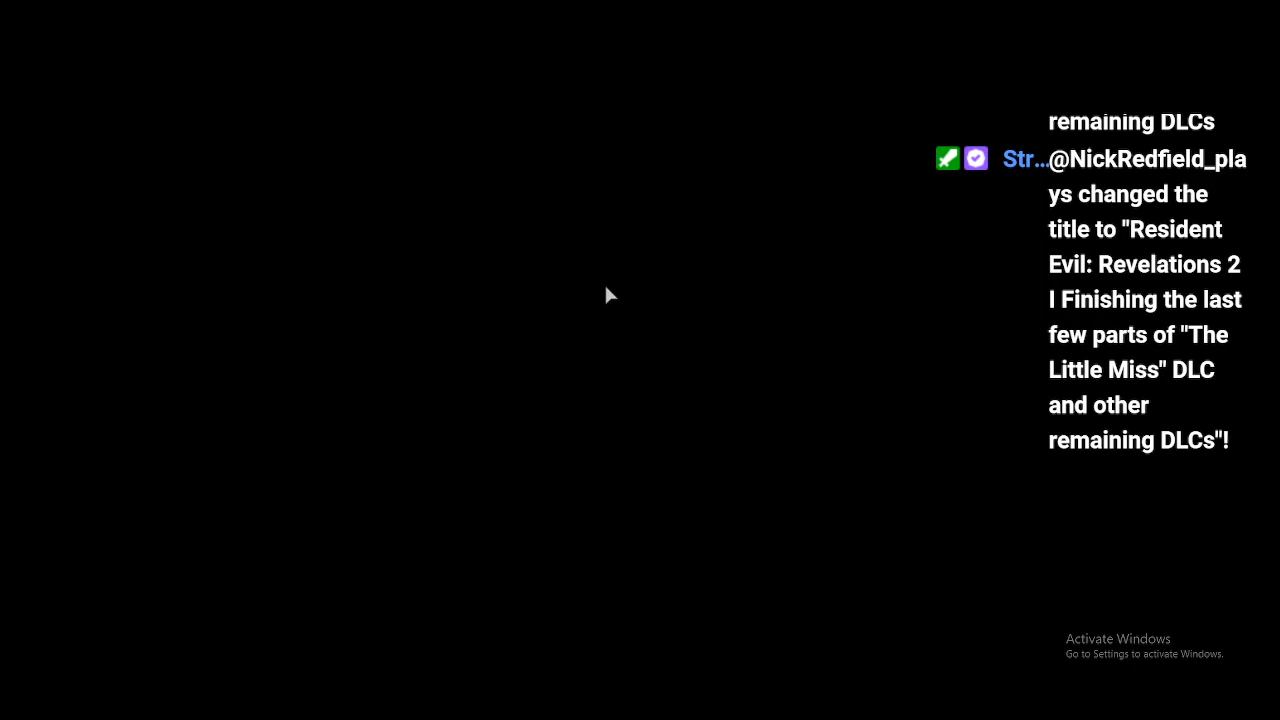 remaining DLCs
Str...@NickRedfield_pla
ys changed the
title to "Resident
Evil: Revelations 2
I Finishing the last
few parts of "The
Little Miss" DLC
and other
remaining DLCs"!
Activate Windows
Go to Settings to activate Windows.